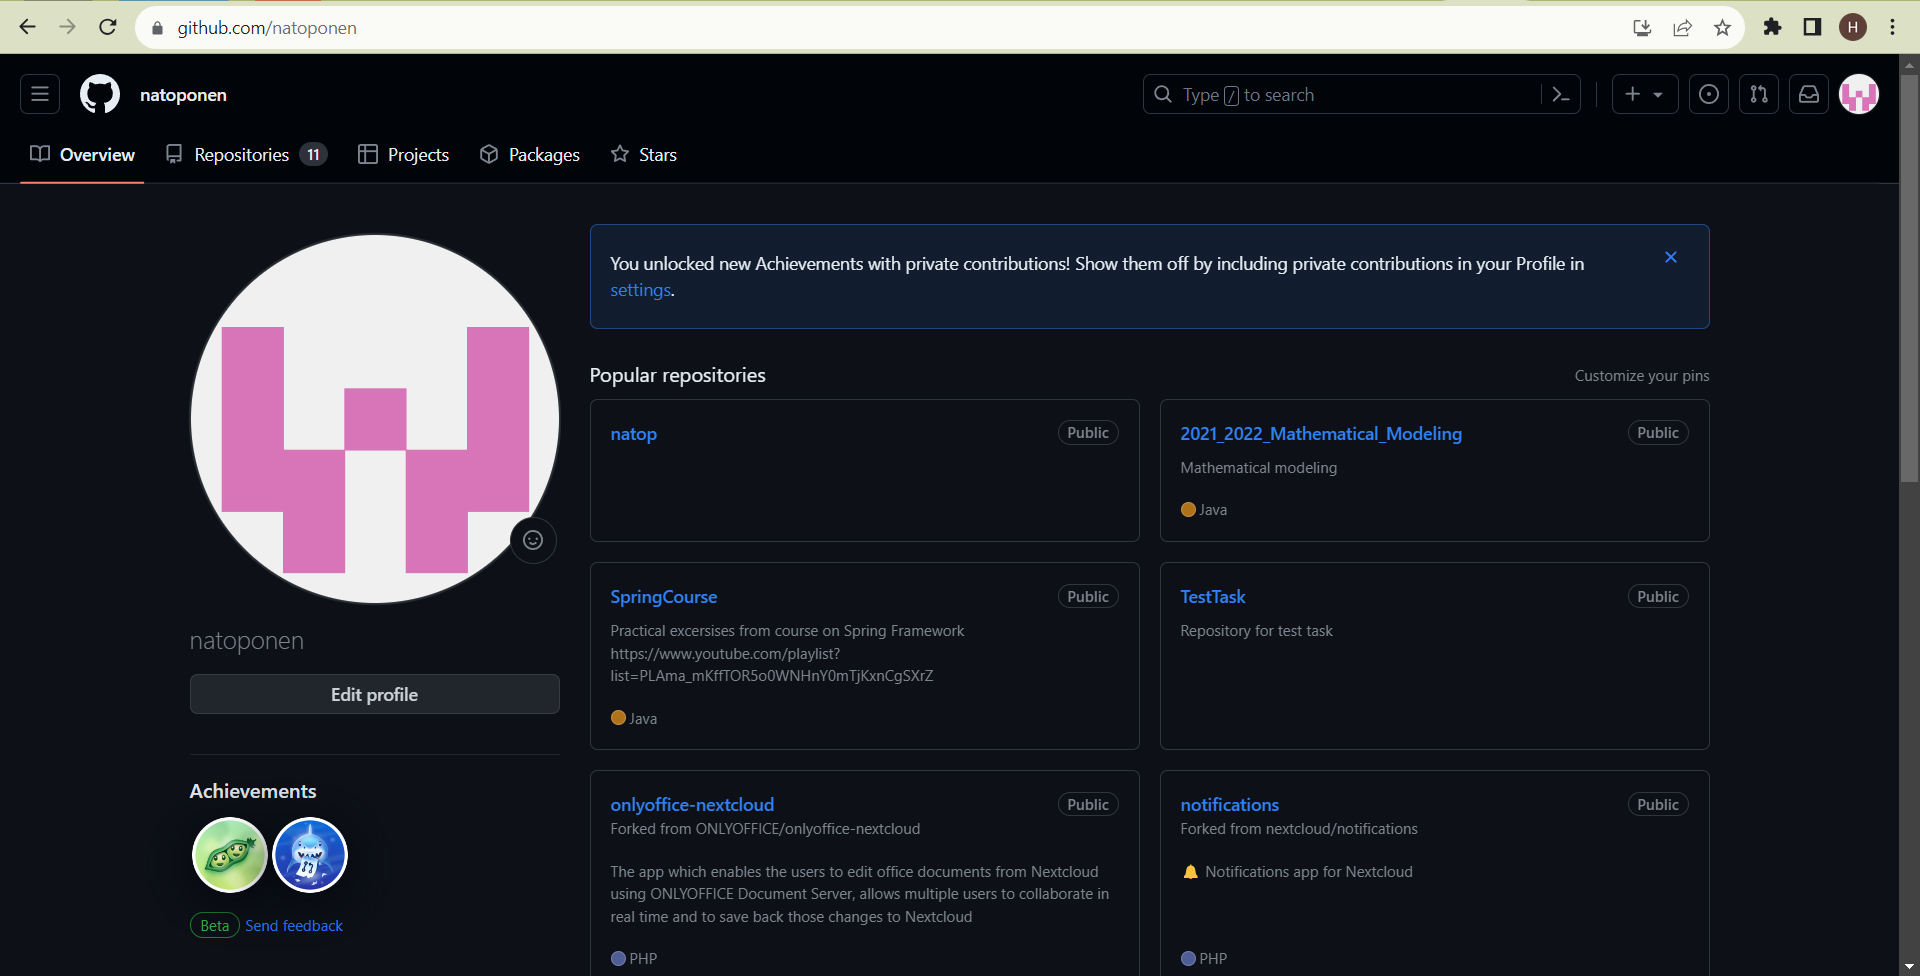 github.com/natoponen
H
natoponen
Type / to search
Overview
Repositories 11
Projects
Packages
Stars
You unlocked new Achievements with private contributions! Show them off by including private contributions in your Profile in
settings.
Popular repositories
Customize your pins
natop
Public
2021_2022_Mathematical_Modeling
Public
Mathematical modeling
Java
SpringCourse
Public
Practical excersises from course on Spring Framework
https://www.youtube.com/playlist?
list=PLAma_mKffTOR5o0WNHnY0mTjKxnCgSXrZ
Java
TestTask
Public
Repository for test task
natoponen
Edit profile
Achievements
Beta Send feedback
onlyoffice-nextcloud
Public
Forked from ONLYOFFICE/onlyoffice-nextcloud
The app which enables the users to edit office documents from Nextcloud
using ONLYOFFICE Document Server, allows multiple users to collaborate in
real time and to save back those changes to Nextcloud
PHP
notifications
Public
Forked from nextcloud/notifications
Notifications app for Nextcloud
PHP